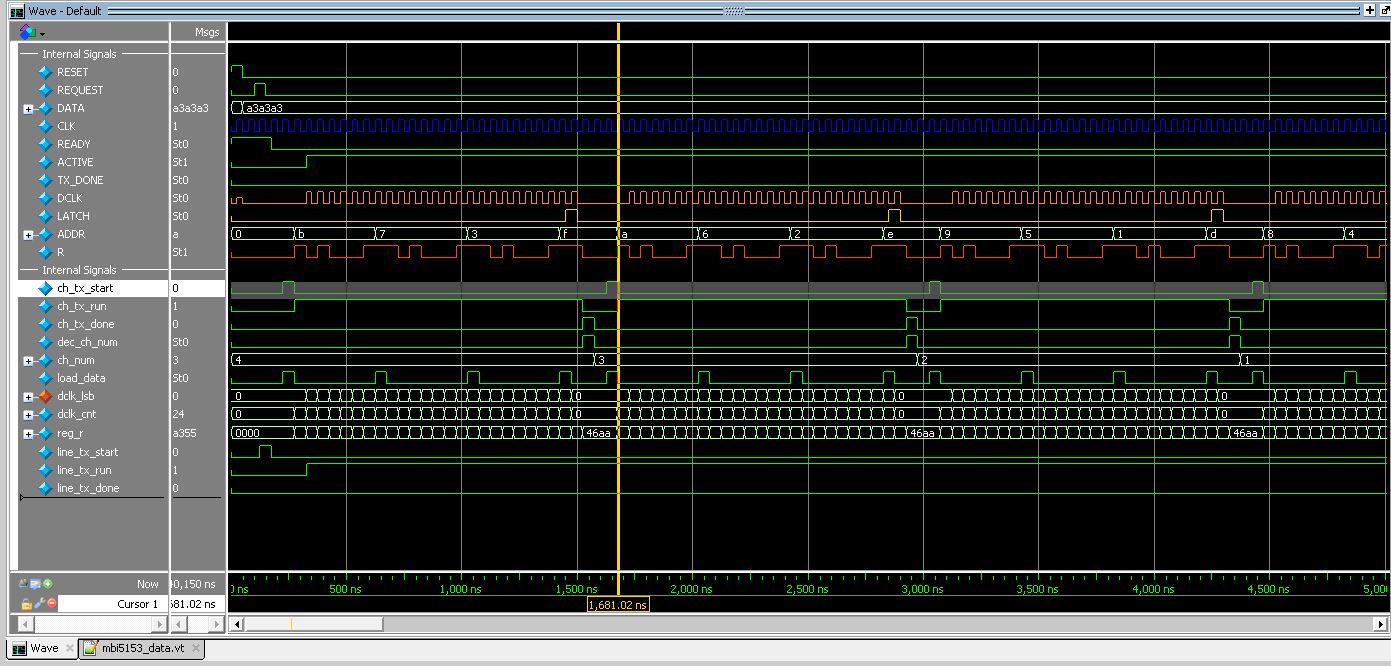 Wave - Default
Msgs
Internal Signals
RESET 0
REQUEST 0
DATA a3a3a3 a3a3a3
CLK 1
READY St0
ACTIVE St1
TX_DONE St0
DCLK St0
LATCH St0
ADDR a 0 b 7 3 f a 6 2 e 9 5 1 d 8 4
R St1
Internal Signals
ch_tx_start 0
ch_tx_run 1
ch_tx_done 0
dec_ch_num St0
ch_num 3 4 3 2 1
load_data St0
dclk_lsb 0 0 0 0 0
dclk_cnt 24 0 0 0 0
reg_r a355 0000 46aa 46aa 46aa
line_tx_start 0
line_tx_run 1
line_tx_done 0
Now 40,150 ns ns 500 ns 1,000 ns 1,500 ns 2,000 ns 2,500 ns 3,000 ns 3,500 ns 4,000 ns 4,500 ns 5,000
Cursor 1 681.02 ns 1,681.02 ns
Wave mbi5153_data.vt